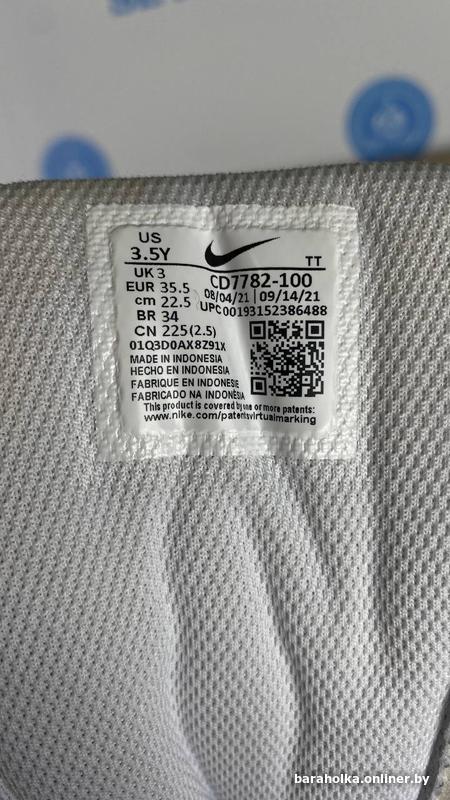 US
3.5Y
TT
UK 3
EUR 35.5
cm 22.5
BR 34
CN 225(2.5)
CD7782-100
08/04/21 | 09/14/21
UPC00193152386488
01Q3D0AX8Z91X
MADE IN INDONESIA
HECHO EN INDONESIA
FABRIQUE EN INDONESIE
FABRICADO NA INDONÉSIA
This product is covered by one or more patents:
www.nike.com/patentsvirtualmarking
baraholka.onliner.by